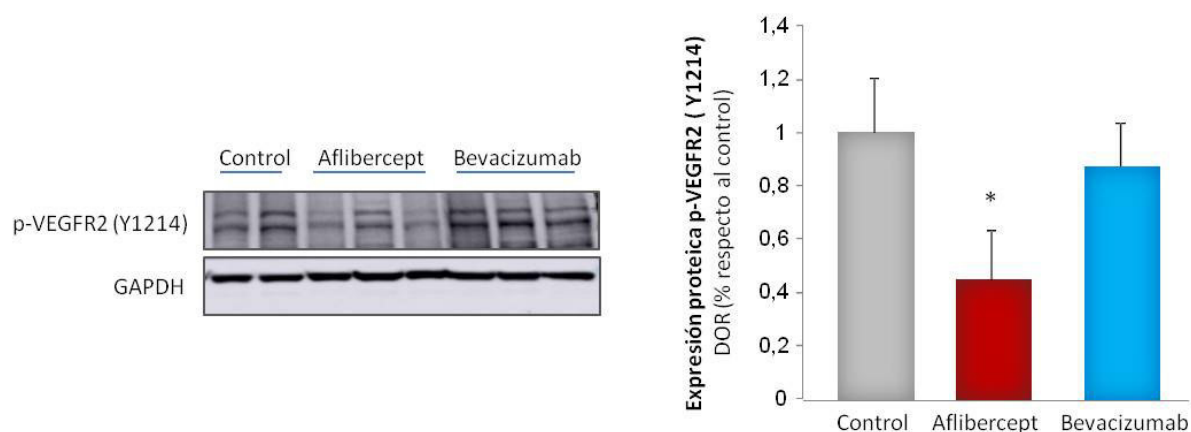 Control Aflibercept Bevacizumab
p-VEGFR2 (Y1214)
GAPDH
Expresión proteica p-VEGFR2 ( Y1214)
DOR (% respecto al control)
1,4
1,2
1
0,8
0,6
0,4
0,2
0
*
Control Aflibercept Bevacizumab